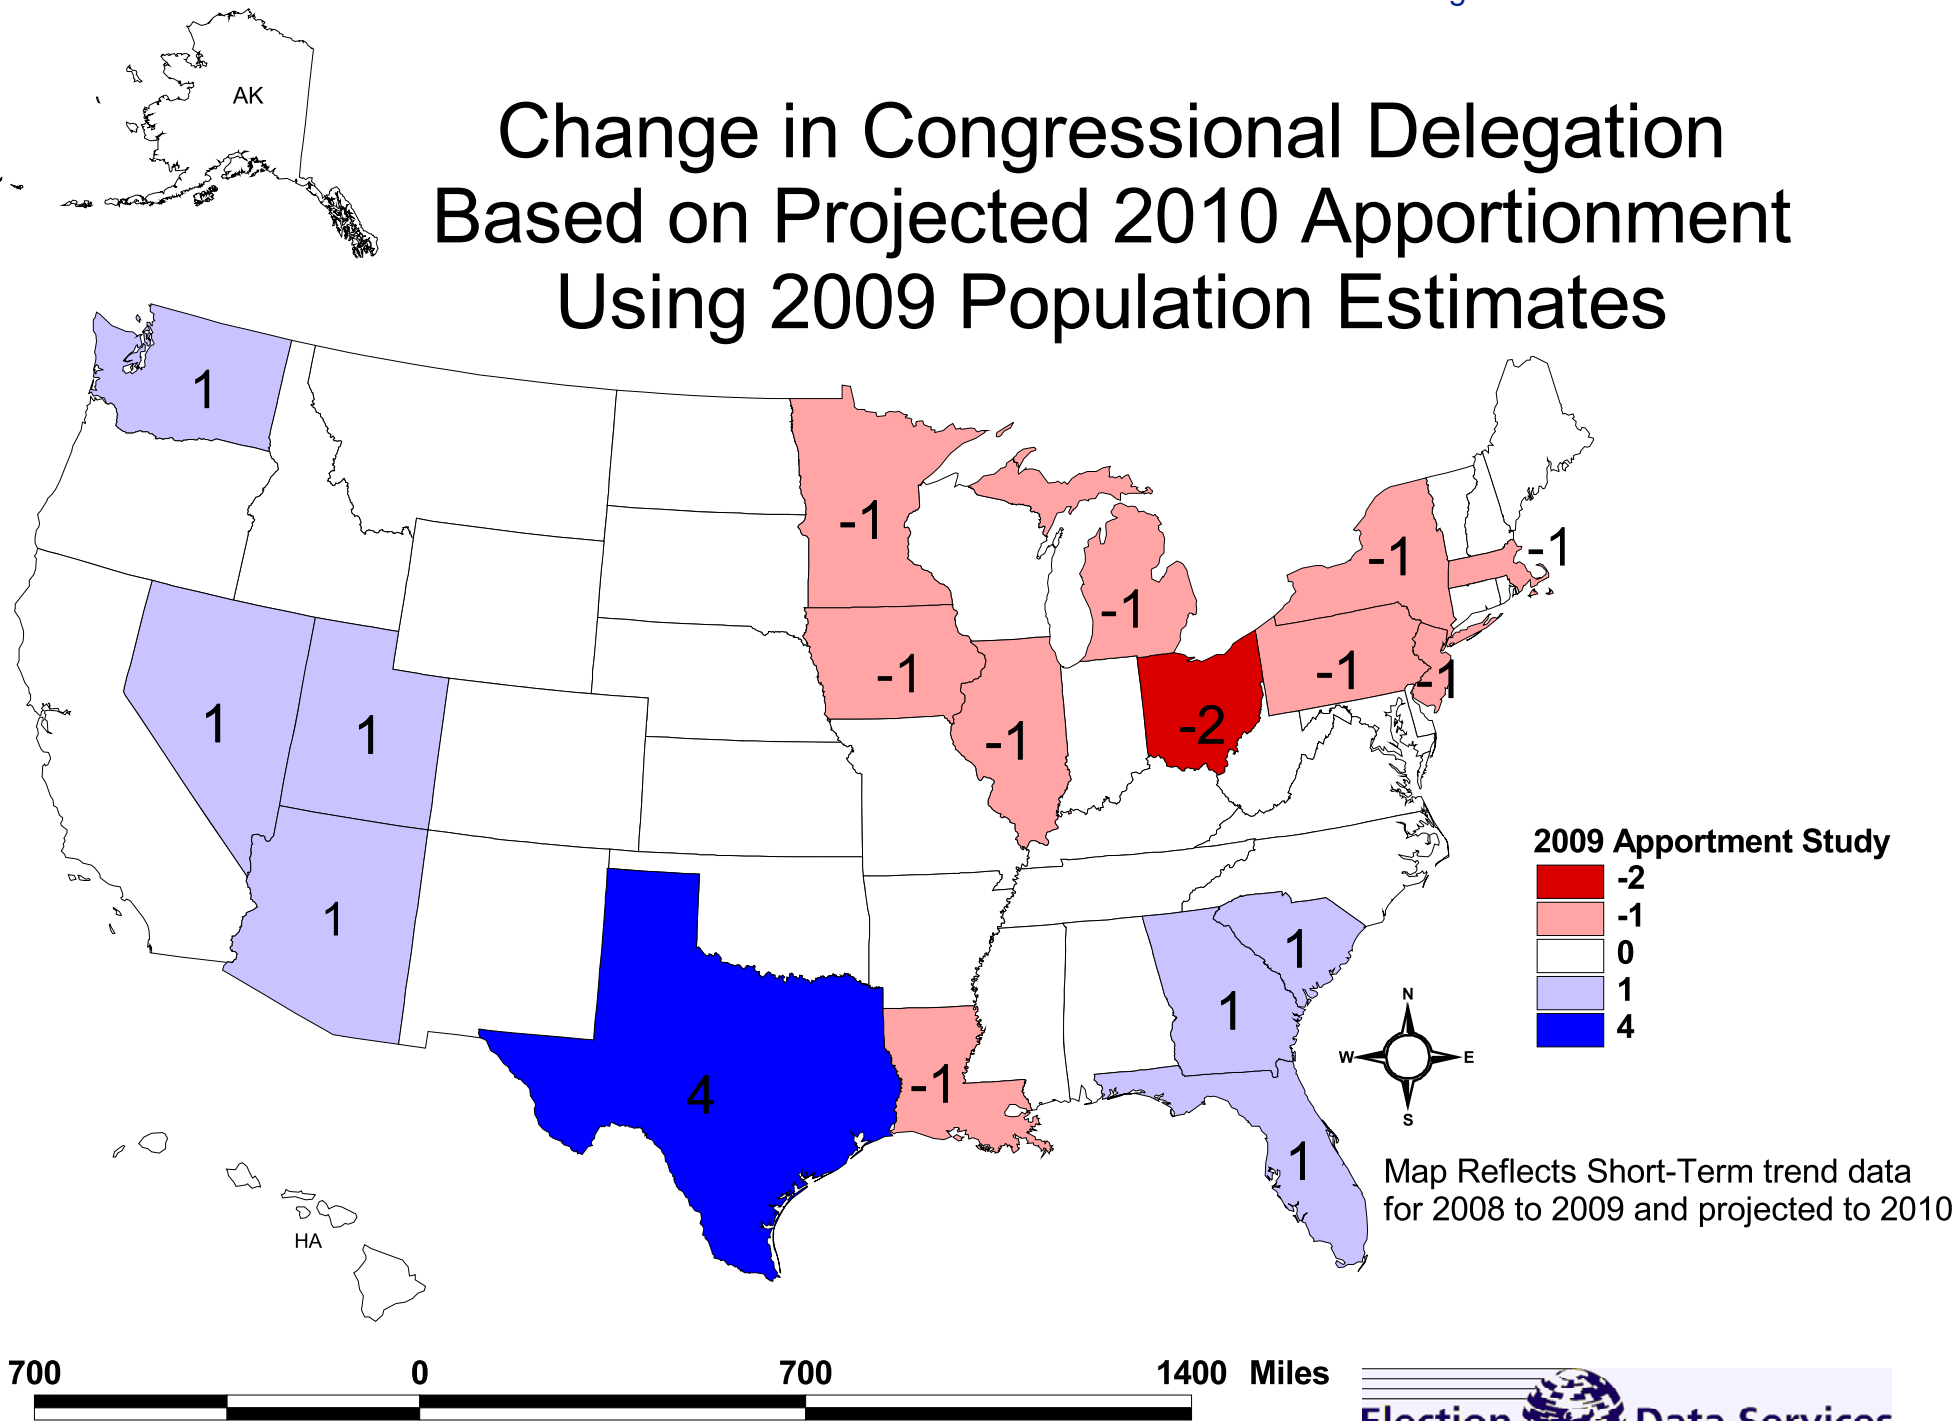 AK
Change in Congressional Delegation
Based on Projected 2010 Apportionment
Using 2009 Population Estimates
1
-1
-1
-1
-1
-1
-1
-1
-1
-2
-1
1
1
1
4
-1
1
1
1
2009 Apportment Study
-2
-1
0
1
4
N
W E
S
Map Reflects Short-Term trend data
for 2008 to 2009 and projected to 2010
HA
700 0 700 1400 Miles
Election Data Services